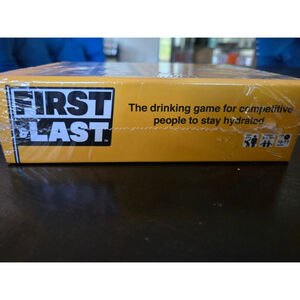 FIRST
& LAST
The drinking game for competitive
people to stay hydrated.